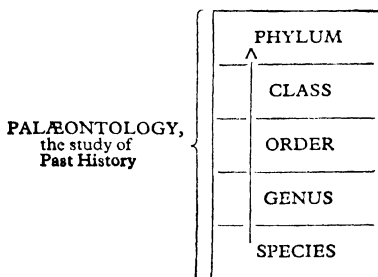 PHYLUM
CLASS
PALÆONTOLOGY,
the study of
Past History
ORDER
GENUS
SPECIES